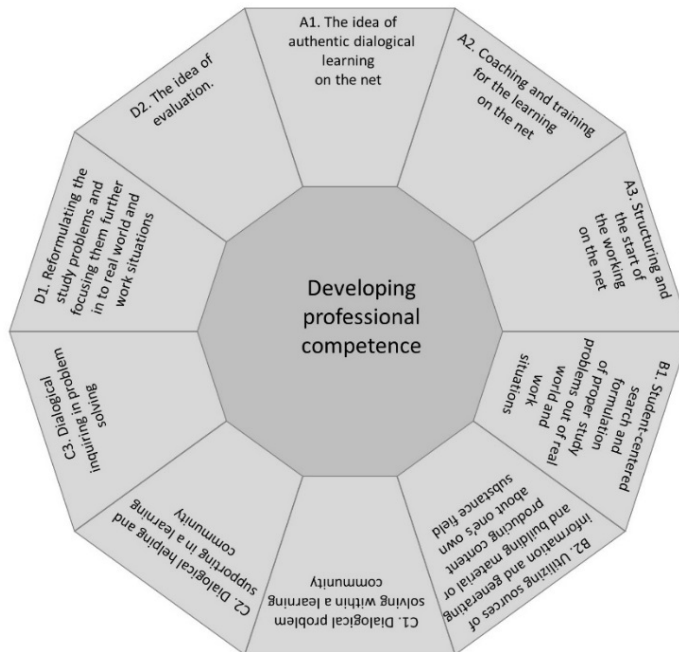 A1. The idea of
authentic dialogical
learning
on the net
A2. Coaching and training
for the learning
on the net
A3. Structuring and
the start of
the working
on the net
B1. Student-centered
search and
formulation
of proper study
problems out of real
world and
work
situations
B2. Utilizing sources of
information and generating
and building material or
producing content
about one's own
substance field
C1. Dialogical problem
solving within a learning
community
C2. Dialogical helping and
supporting in a learning
community
C3. Dialogical
inquiring in problem
solving
D1. Reformulating the
study problems and
focusing them further
in to real world and
work situations
D2. The idea of
evaluation.
Developing
professional
competence